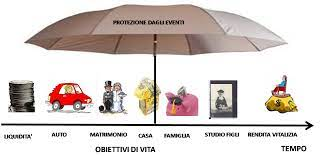 PROTEZIONE DAGLI EVENTI
LIQUIDITA' AUTO MATRIMONIO CASA FAMIGLIA STUDIO FIGLI RENDITA VITALIZIA
OBIETTIVI DI VITA TEMPO